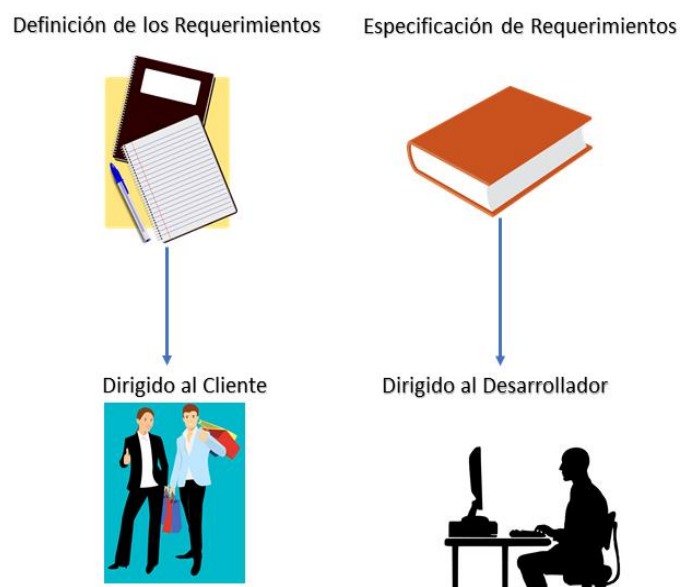 Definición de los Requerimientos
Especificación de Requerimientos
Dirigido al Cliente
Dirigido al Desarrollador